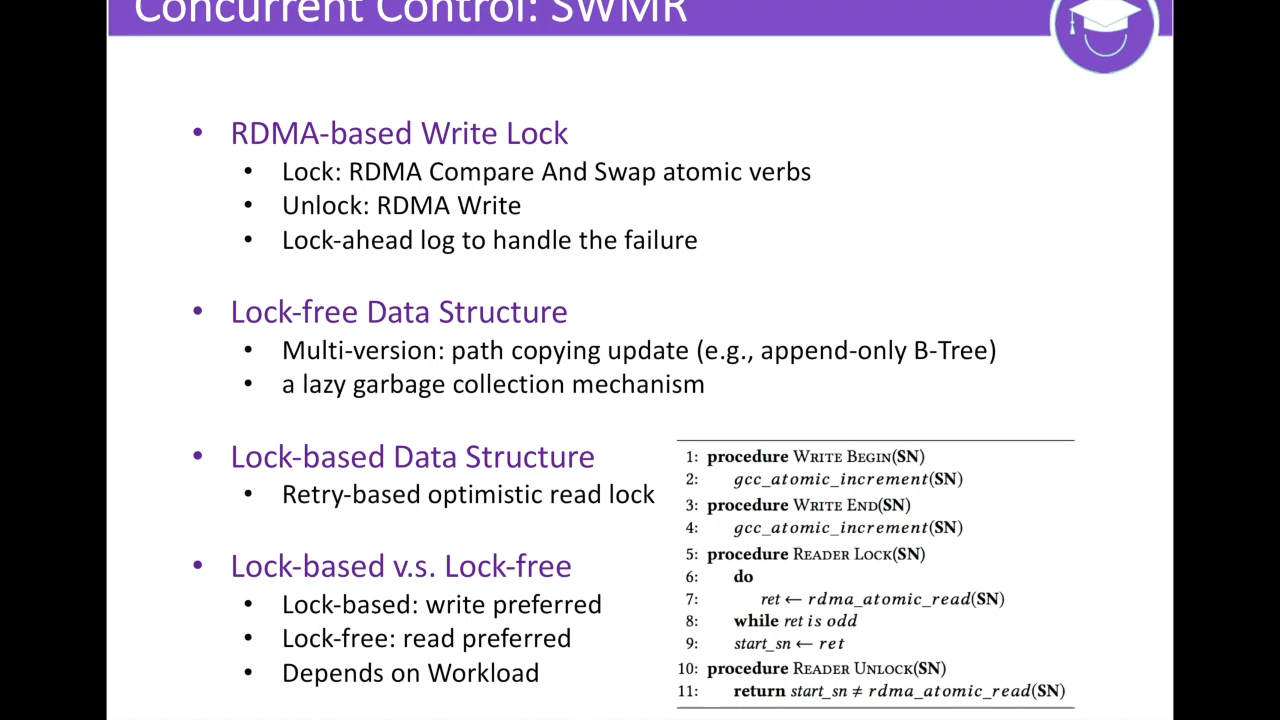 Concurrent Control: SWMR
• RDMA-based Write Lock
• Lock: RDMA Compare And Swap atomic verbs
• Unlock: RDMA Write
• Lock-ahead log to handle the failure
• Lock-free Data Structure
• Multi-version: path copying update (e.g., append-only B-Tree)
• a lazy garbage collection mechanism
• Lock-based Data Structure
• Retry-based optimistic read lock
• Lock-based v.s. Lock-free
• Lock-based: write preferred
• Lock-free: read preferred
• Depends on Workload
1: procedure WRITE BEGIN(SN)
2: gcc_atomic_increment(SN)
3: procedure WRITE END(SN)
4: gcc_atomic_increment(SN)
5: procedure READER LOCK(SN)
6: do
7: ret ← rdma_atomic_read(SN)
8: while ret is odd
9: start_sn ← ret
10: procedure READER UNLOCK(SN)
11: return start_sn ≠ rdma_atomic_read(SN)